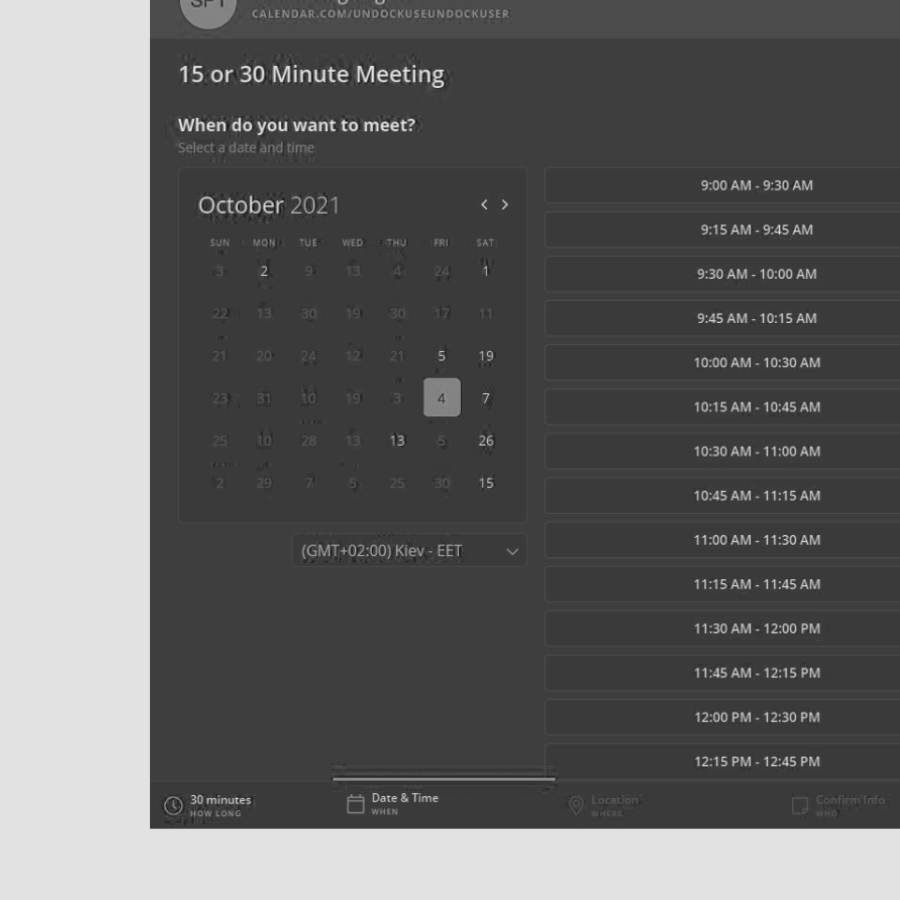 CALENDAR.COM/UNDOCKUSEUNDOCKUSER
15 or 30 Minute Meeting
When do you want to meet?
Select a date and time
October 2021
SUN MON TUE WED THU FRI SAT
3 2 9 13 4 24 1
22 13 30 19 30 17 11
21 20 24 12 21 5 19
23 31 10 19 3 4 7
25 10 28 13 13 5 26
2 29 7 5 25 30 15
(GMT+02:00) Kiev - EET
9:00 AM - 9:30 AM
9:15 AM - 9:45 AM
9:30 AM - 10:00 AM
9:45 AM - 10:15 AM
10:00 AM - 10:30 AM
10:15 AM - 10:45 AM
10:30 AM - 11:00 AM
10:45 AM - 11:15 AM
11:00 AM - 11:30 AM
11:15 AM - 11:45 AM
11:30 AM - 12:00 PM
11:45 AM - 12:15 PM
12:00 PM - 12:30 PM
12:15 PM - 12:45 PM
30 minutes
HOW LONG
Date & Time
WHEN
Location
WHERE
Confirm Info
WHO